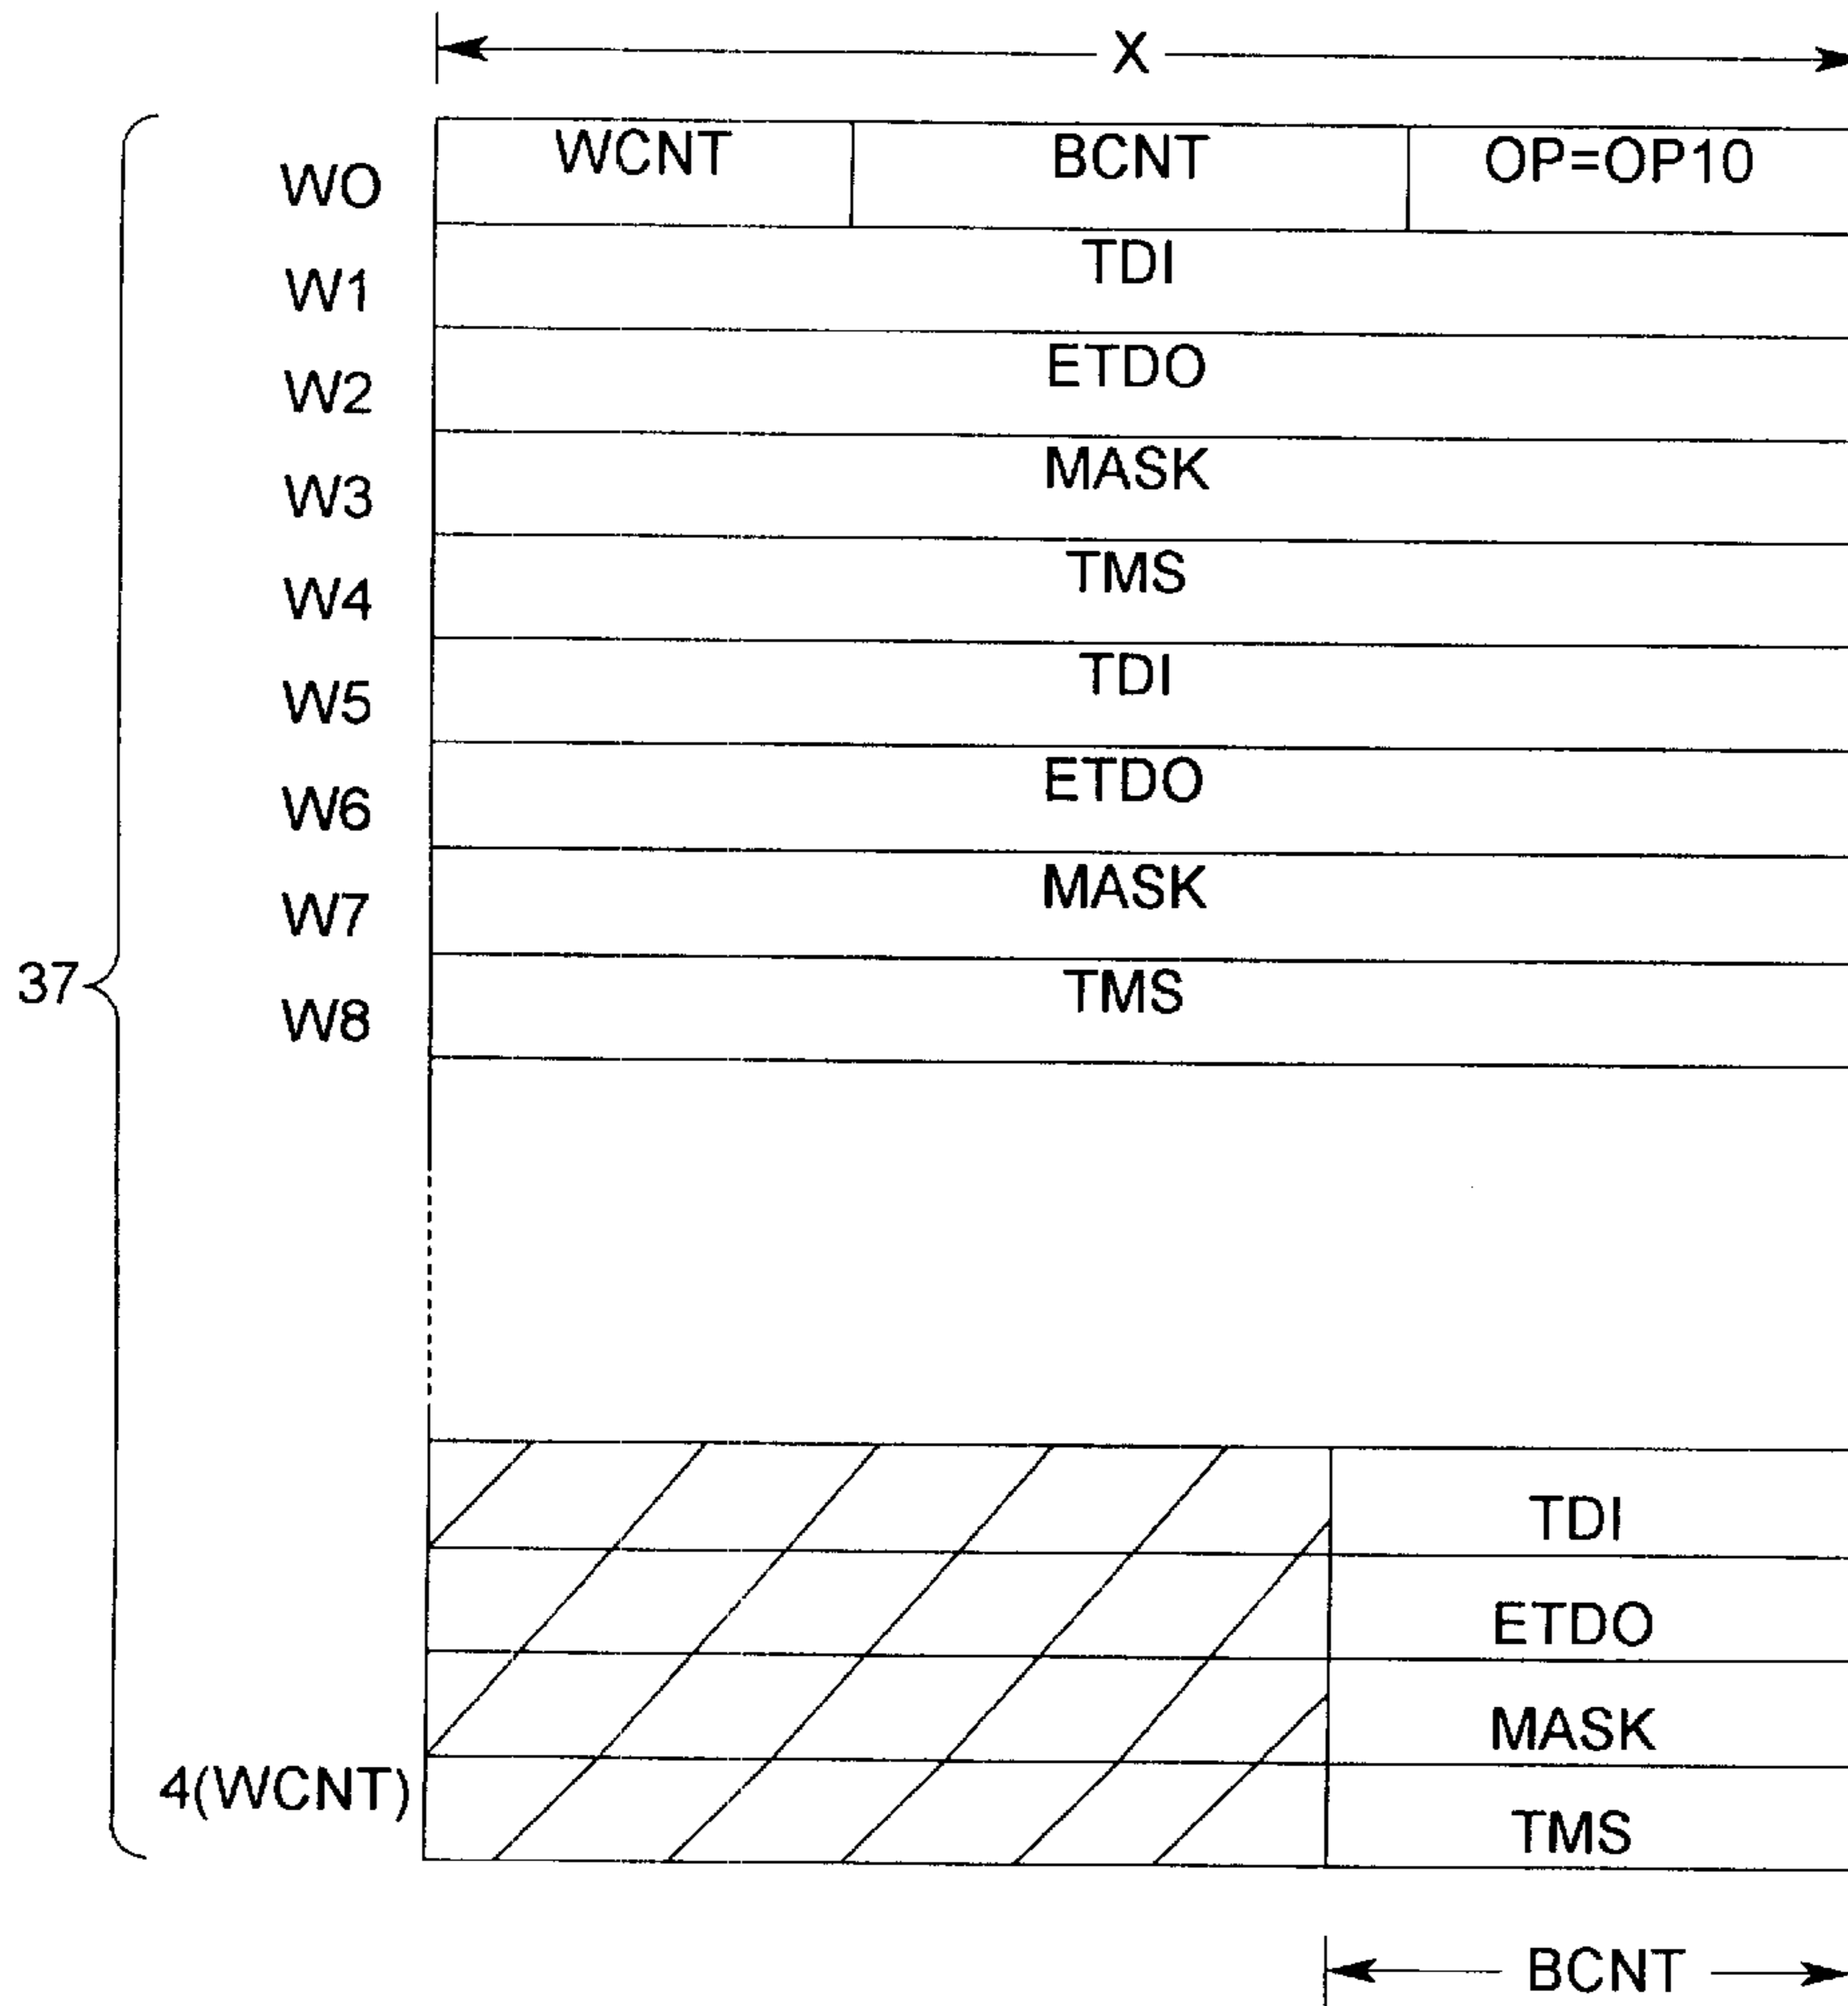 X
W0 WCNT BCNT OP=OP10
W1 TDI
W2 ETDO
W3 MASK
W4 TMS
W5 TDI
W6 ETDO
W7 MASK
37
W8 TMS
TDI
ETDO
MASK
4(WCNT) TMS
BCNT